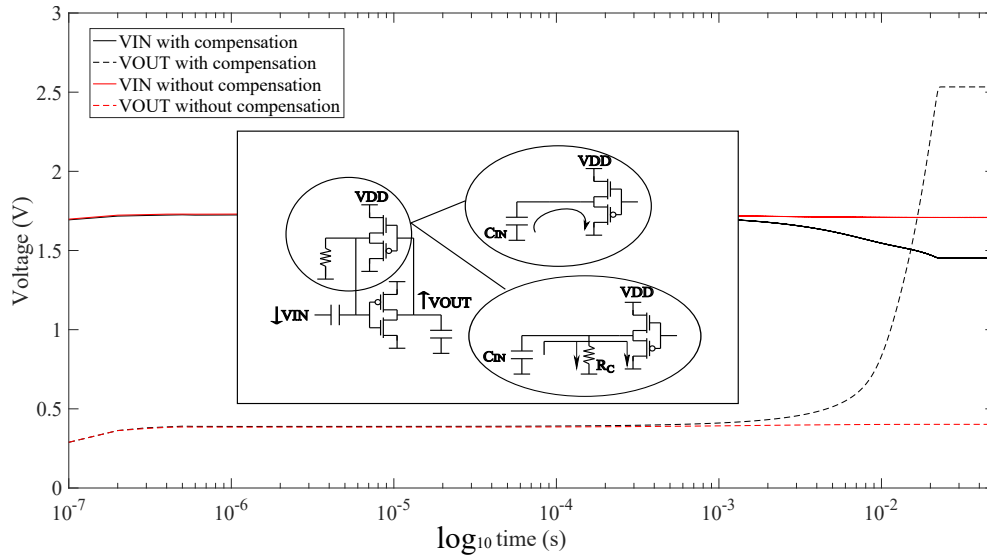 3
2.5
2
1.5
1
0.5
0
Voltage (V)
VIN with compensation
VOUT with compensation
VIN without compensation
VOUT without compensation
VDD
CIN
VDD
VIN
VOUT
VDD
CIN
RC
10-7
10-6
10-5
10-4
10-3
10-2
log10 time (s)